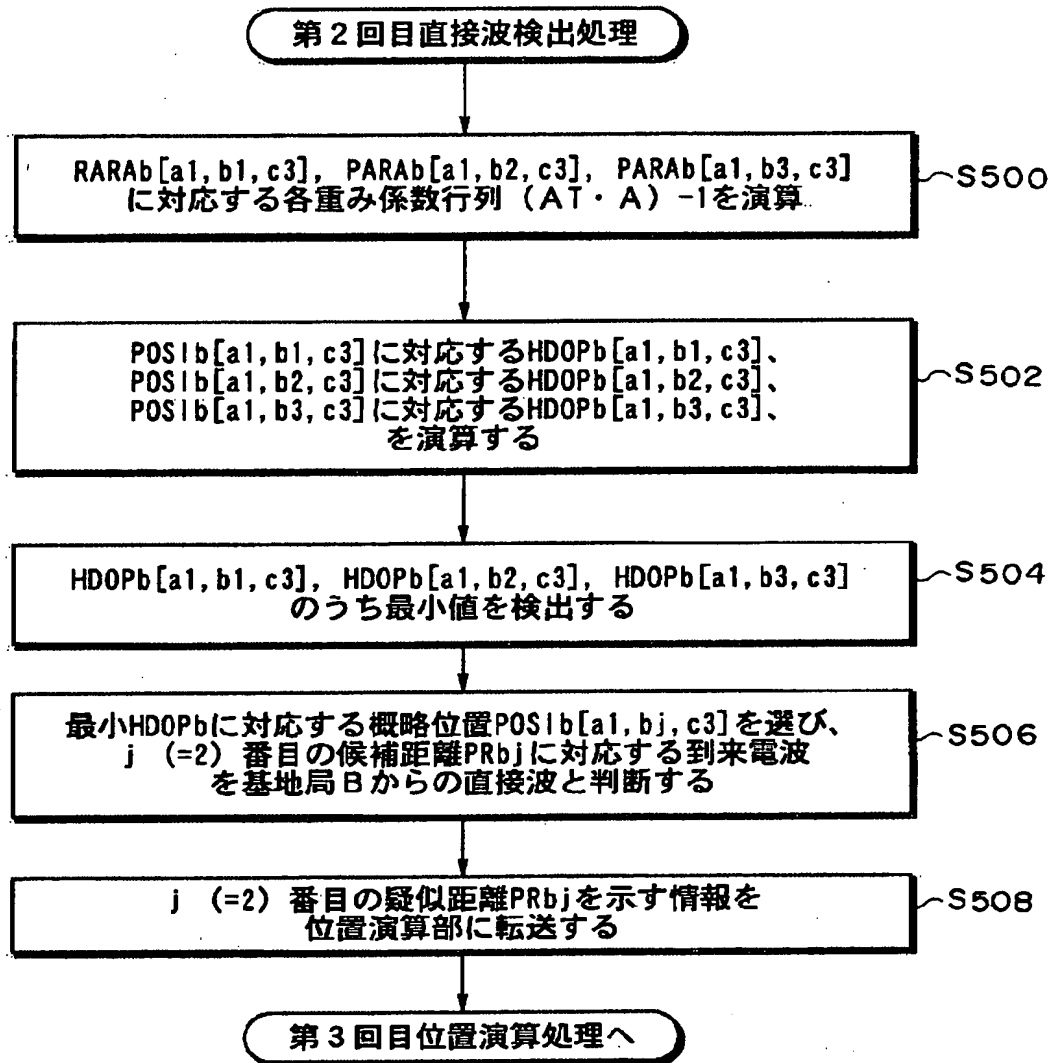 第2回目直接波検出処理
RARAb[a1,b1,c3], PARAb[a1,b2,c3], PARAb[a1,b3,c3]
に対応する各重み係数行列 (AT・A) -1を演算
S500
POSIb[a1,b1,c3]に対応するHDOPb[a1,b1,c3]、
POSIb[a1,b2,c3]に対応するHDOPb[a1,b2,c3]、
POSIb[a1,b3,c3]に対応するHDOPb[a1,b3,c3]、
を演算する
S502
HDOPb[a1,b1,c3], HDOPb[a1,b2,c3], HDOPb[a1,b3,c3]
のうち最小値を検出する
S504
最小HDOPbに対応する概略位置POSIb[a1,bj,c3]を選び、
j (=2) 番目の候補距離PRbjに対応する到来電波
を基地局Bからの直接波と判断する
S506
j (=2) 番目の疑似距離PRbjを示す情報を
位置演算部に転送する
S508
第3回目位置演算処理へ